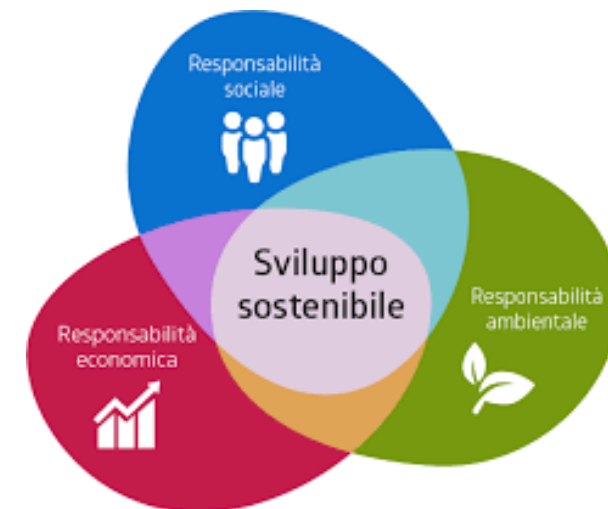 Responsabilità
sociale
Sviluppo
sostenibile
Responsabilità
ambientale
Responsabilità
economica